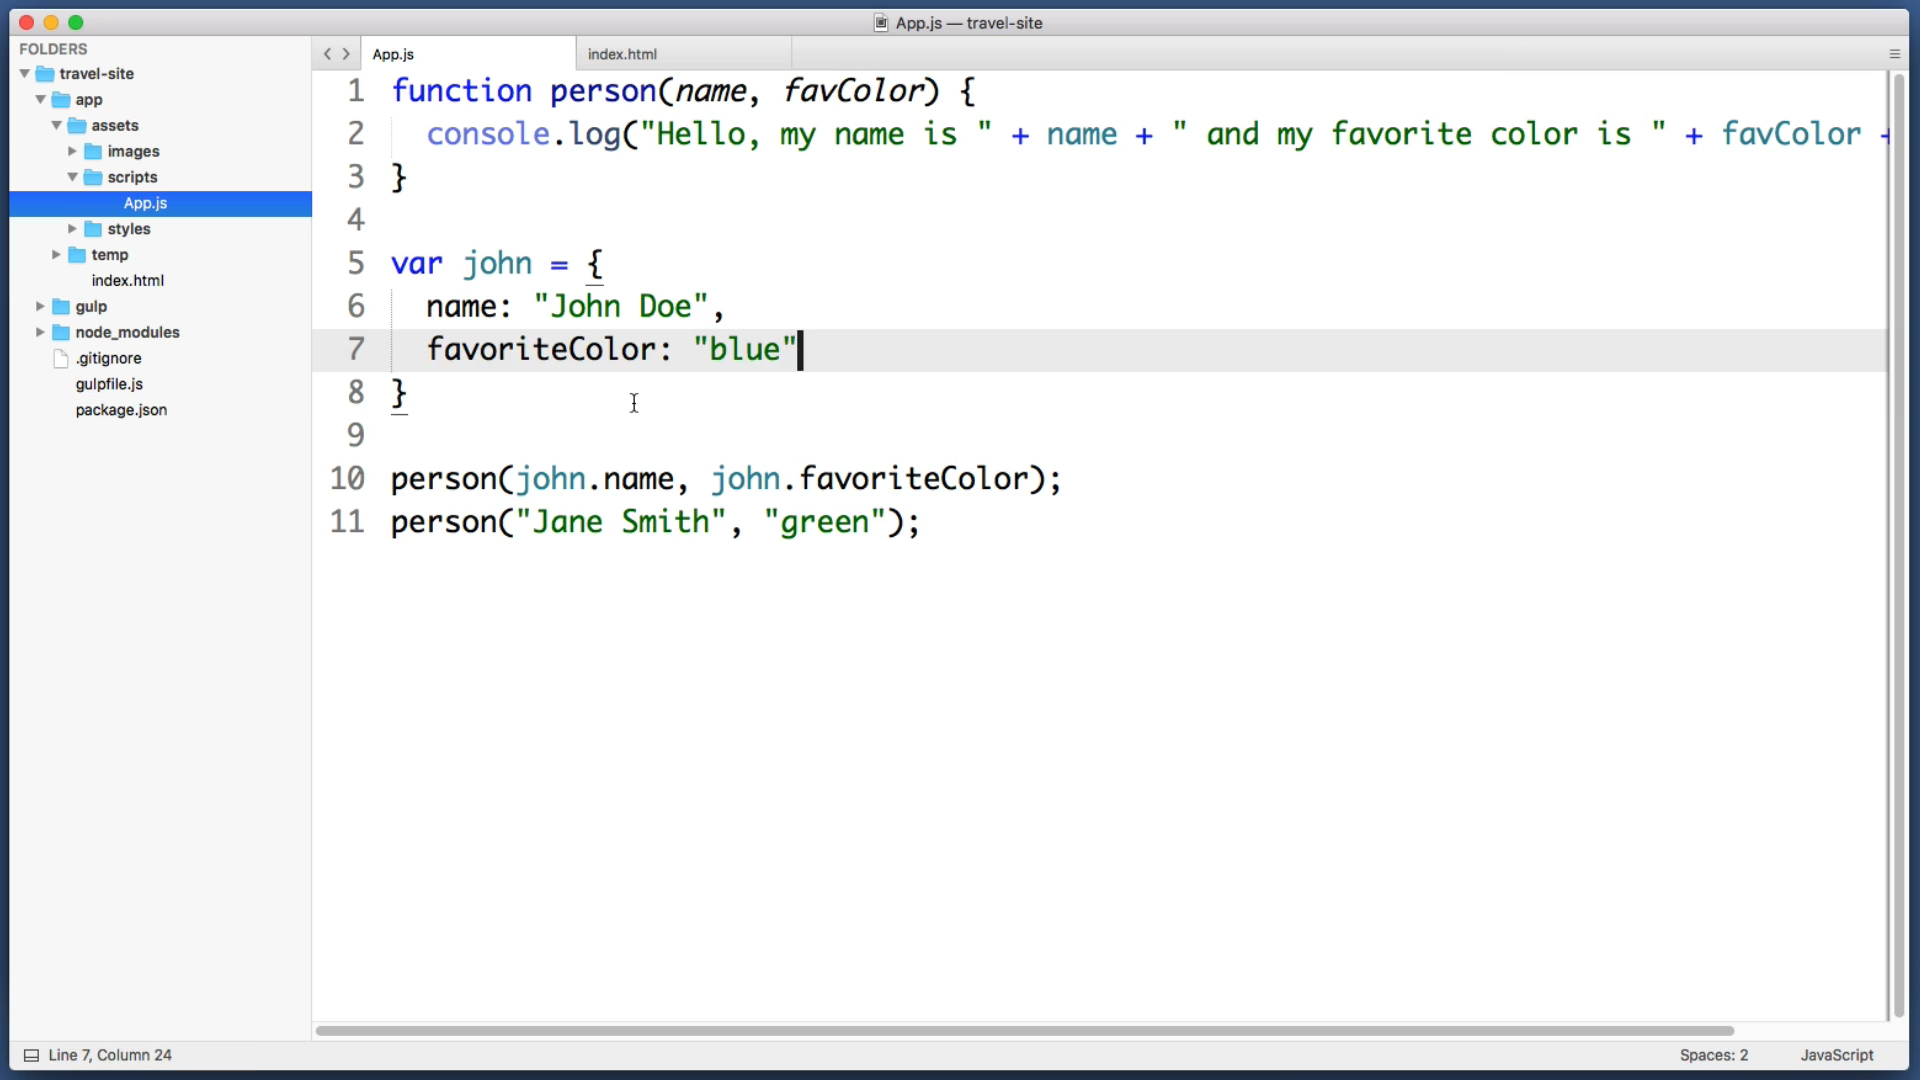 App.js — travel-site
FOLDERS
travel-site
app
assets
images
scripts
App.js
styles
temp
index.html
gulp
node_modules
.gitignore
gulpfile.js
package.json
App.js
index.html
1 function person(name, favColor) {
2 console.log("Hello, my name is " + name + " and my favorite color is " + favColor +
3 }
4
5 var john = {
6 name: "John Doe",
7 favoriteColor: "blue"
8 }
9
10 person(john.name, john.favoriteColor);
11 person("Jane Smith", "green");
Line 7, Column 24
Spaces: 2
JavaScript